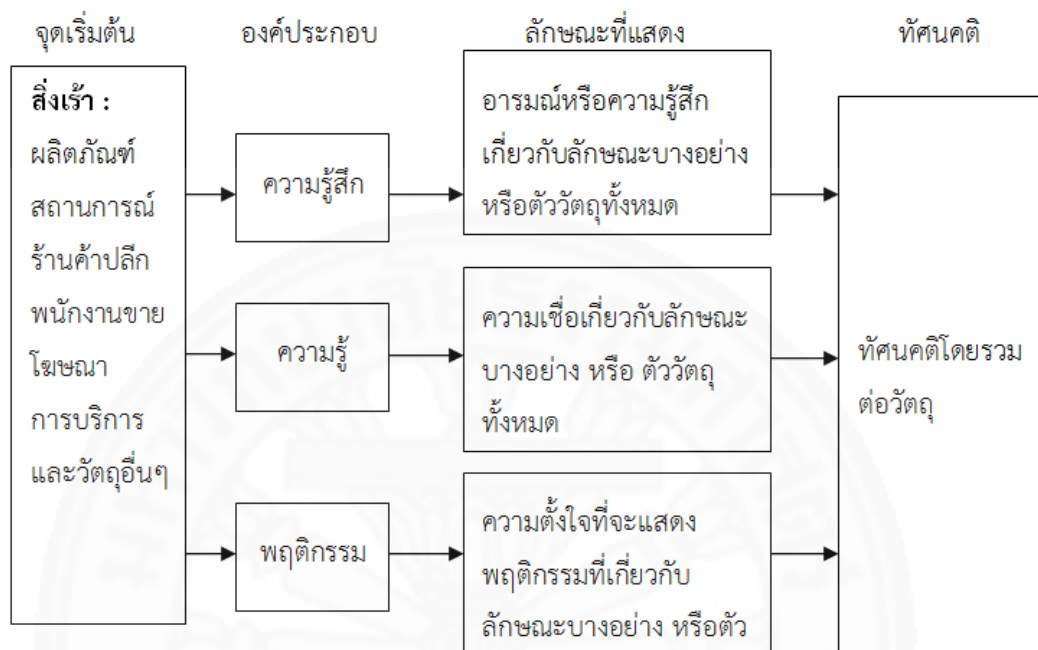 จุดเริ่มต้น
องค์ประกอบ
ลักษณะที่แสดง
ทัศนคติ
สิ่งเร้า :
ผลิตภัณฑ์
สถานการณ์
ร้านค้าปลีก
พนักงานขาย
โฆษณา
การบริการ
และวัตถุอื่นๆ
ความรู้สึก
อารมณ์หรือความรู้สึก
เกี่ยวกับลักษณะบางอย่าง
หรือตัววัตถุทั้งหมด
ความรู้
ความเชื่อเกี่ยวกับลักษณะ
บางอย่าง หรือ ตัววัตถุ
ทั้งหมด
พฤติกรรม
ความตั้งใจที่จะแสดง
พฤติกรรมที่เกี่ยวกับ
ลักษณะบางอย่าง หรือตัว
ทัศนคติโดยรวม
ต่อวัตถุ